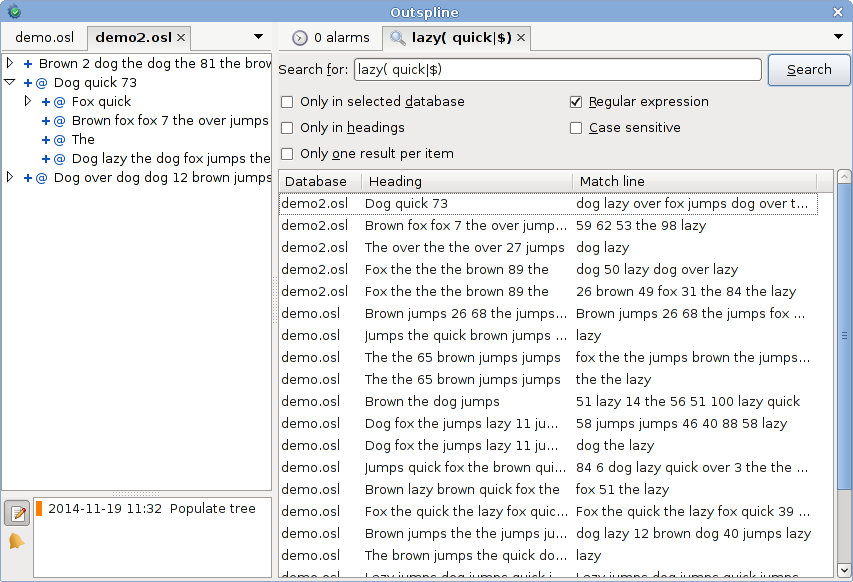 Outspline
demo.osl
demo2.osl
0 alarms
lazy( quick|$)
Brown 2 dog the dog the 81 the brow
@ Dog quick 73
@ Fox quick
@ Brown fox fox 7 the over jumps
@ The
@ Dog lazy the dog fox jumps the
@ Dog over dog dog 12 brown jumps
2014-11-19 11:32 Populate tree
Search for: lazy( quick|$) Search
Only in selected database Regular expression
Only in headings Case sensitive
Only one result per item
Database Heading Match line
demo2.osl Dog quick 73 dog lazy over fox jumps dog over t...
demo2.osl Brown fox fox 7 the over jump... 59 62 53 the 98 lazy
demo2.osl The over the the over 27 jumps dog lazy
demo2.osl Fox the the the brown 89 the dog 50 lazy dog over lazy
demo2.osl Fox the the the brown 89 the 26 brown 49 fox 31 the 84 the lazy
demo.osl Brown jumps 26 68 the jumps... Brown jumps 26 68 the jumps fox ...
demo.osl Jumps the quick brown jumps ... lazy
demo.osl The the 65 brown jumps jumps fox the the jumps brown the jumps...
demo.osl The the 65 brown jumps jumps the the lazy
demo.osl Brown the dog jumps 51 lazy 14 the 56 51 100 lazy quick
demo.osl Dog fox the jumps lazy 11 ju... 58 jumps jumps 46 40 88 58 lazy
demo.osl Dog fox the jumps lazy 11 ju... dog the lazy
demo.osl Jumps quick fox the brown qui... 84 6 dog lazy quick over 3 the the ...
demo.osl Brown lazy brown quick fox the fox 51 the lazy
demo.osl Fox the quick the lazy fox quic... Fox the quick the lazy fox quick 39 ...
demo.osl Brown jumps the the jumps ju... dog lazy 12 brown dog 40 jumps lazy
demo.osl The brown jumps the quick do... lazy
demo.osl Lazy jumps dog jumps quick j... Lazy jumps dog jumps quick jumps